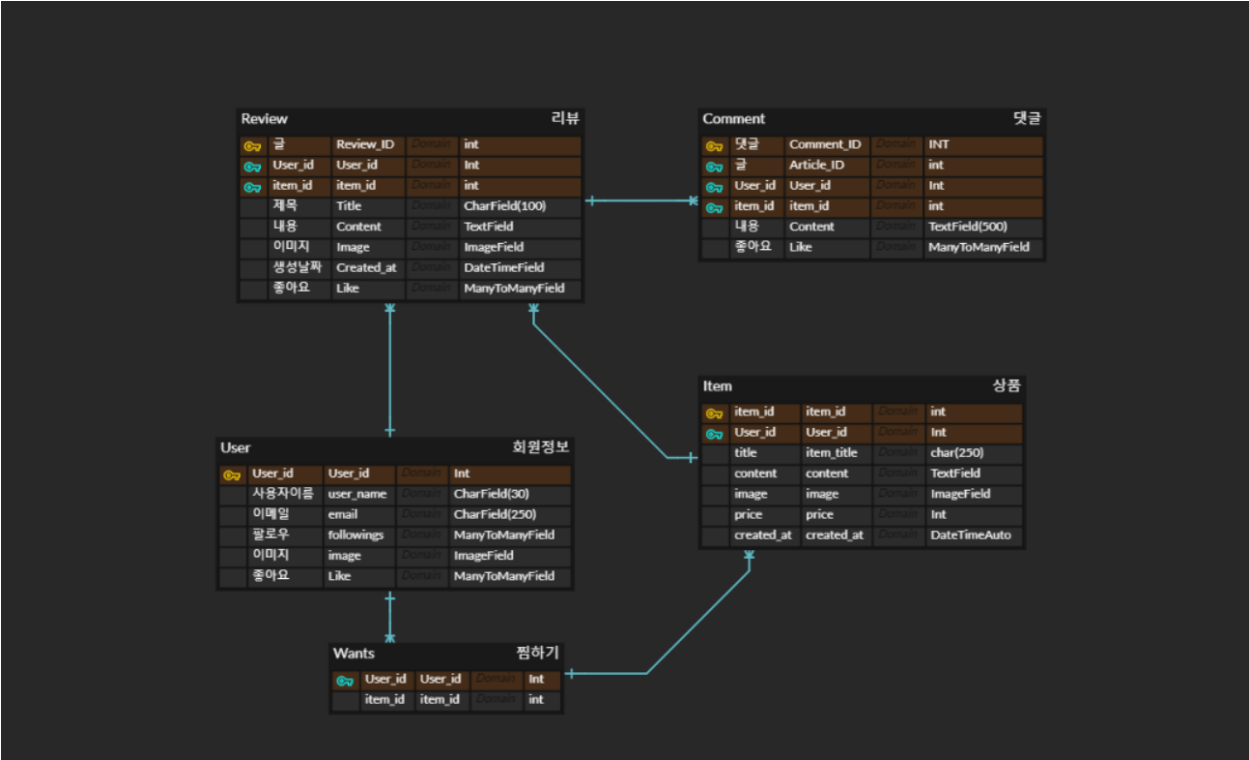 Review 리뷰
글 Review_ID Domain int
User_id User_id Domain Int
item_id item_id Domain int
제목 Title Domain CharField(100)
내용 Content Domain TextField
이미지 Image Domain ImageField
생성날짜 Created_at Domain DateTimeField
좋아요 Like Domain ManyToManyField
Comment 댓글
댓글 Comment_ID Domain INT
글 Article_ID Domain int
User_id User_id Domain Int
item_id item_id Domain int
내용 Content Domain TextField(500)
좋아요 Like Domain ManyToManyField
Item 상품
item_id item_id Domain int
User_id User_id Domain Int
title item_title Domain char(250)
content content Domain TextField
image image Domain ImageField
price price Domain Int
created_at created_at Domain DateTimeAuto
User 회원정보
User_id User_id Domain Int
사용자이름 user_name Domain CharField(30)
이메일 email Domain CharField(250)
팔로우 followings Domain ManyToManyField
이미지 image Domain ImageField
좋아요 Like Domain ManyToManyField
Wants 찜하기
User_id User_id Domain Int
item_id item_id Domain int